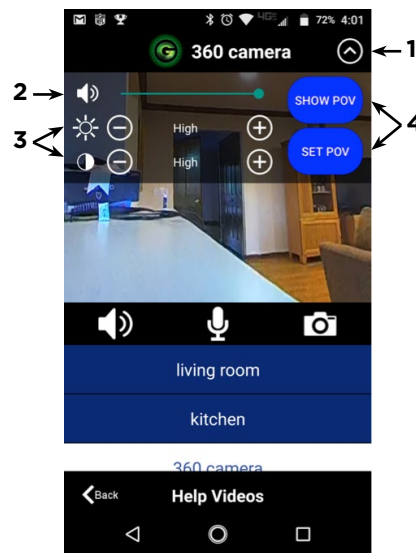 4G 72% 4:01
G 360 camera
1
2
SHOW POV
3
High
4
High
SET POV
living room
kitchen
360 camera
Back
Help Videos